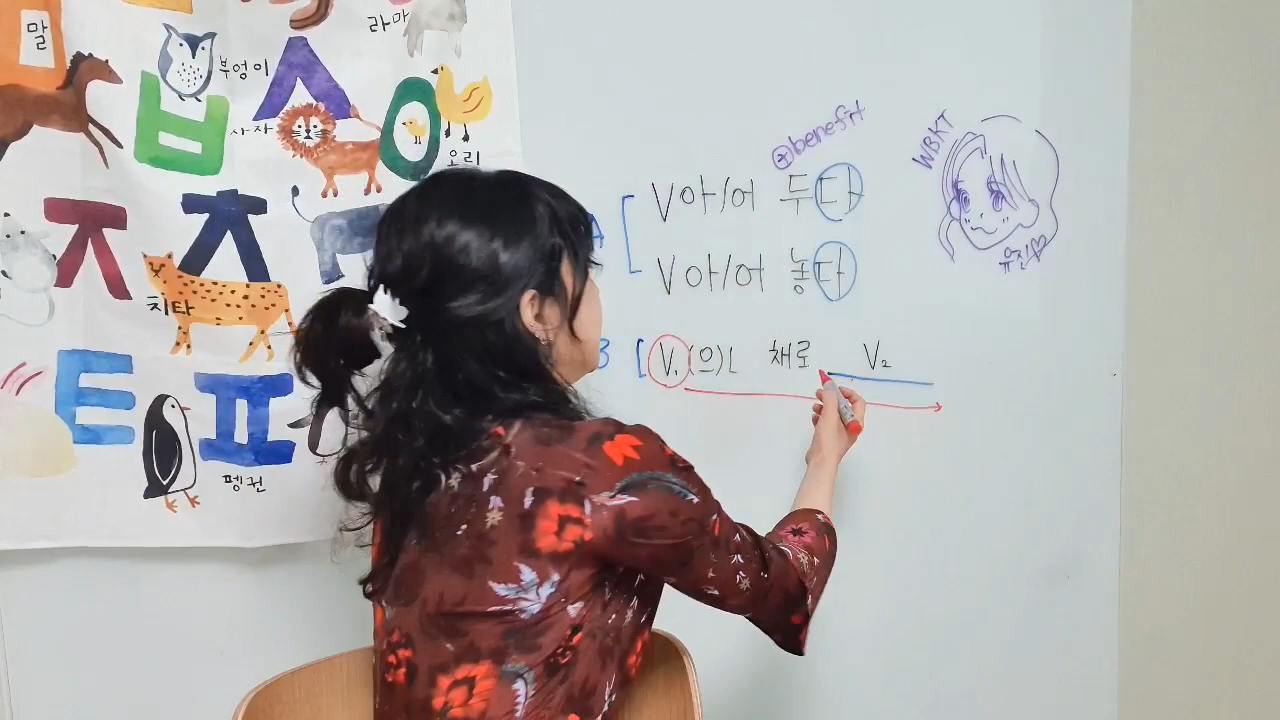 말
라마
부엉이
ㅂ
ㅅ
ㅇ
사자
오리
ㅈ
ㅊ
치타
ㅌ
ㅍ
펭귄
⊕benefit
WBKT
유진♡
A
V아/어 두다
V아/어 놓다
B
V₁ (으)ㄴ 채로 V₂